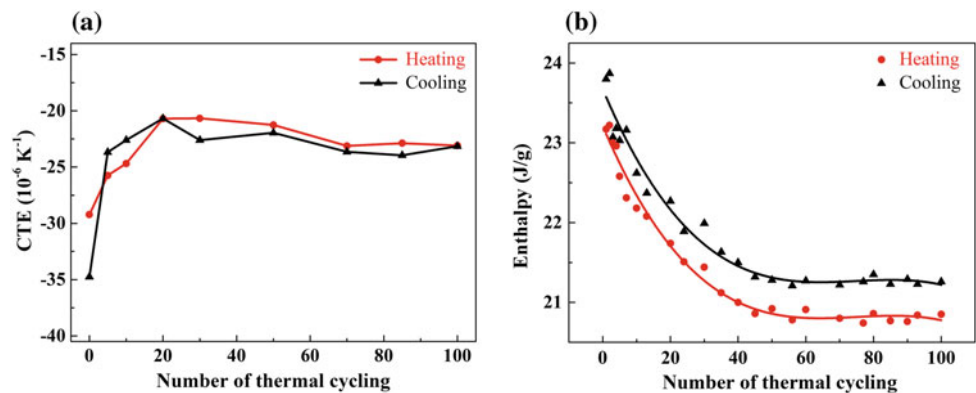 (a)
-15
-20
-25
-30
-35
-40
CTE (10⁻⁶ K⁻¹)
Heating
Cooling
0 20 40 60 80 100
Number of thermal cycling
(b)
24
23
22
21
Enthalpy (J/g)
Heating
Cooling
0 20 40 60 80 100
Number of thermal cycling